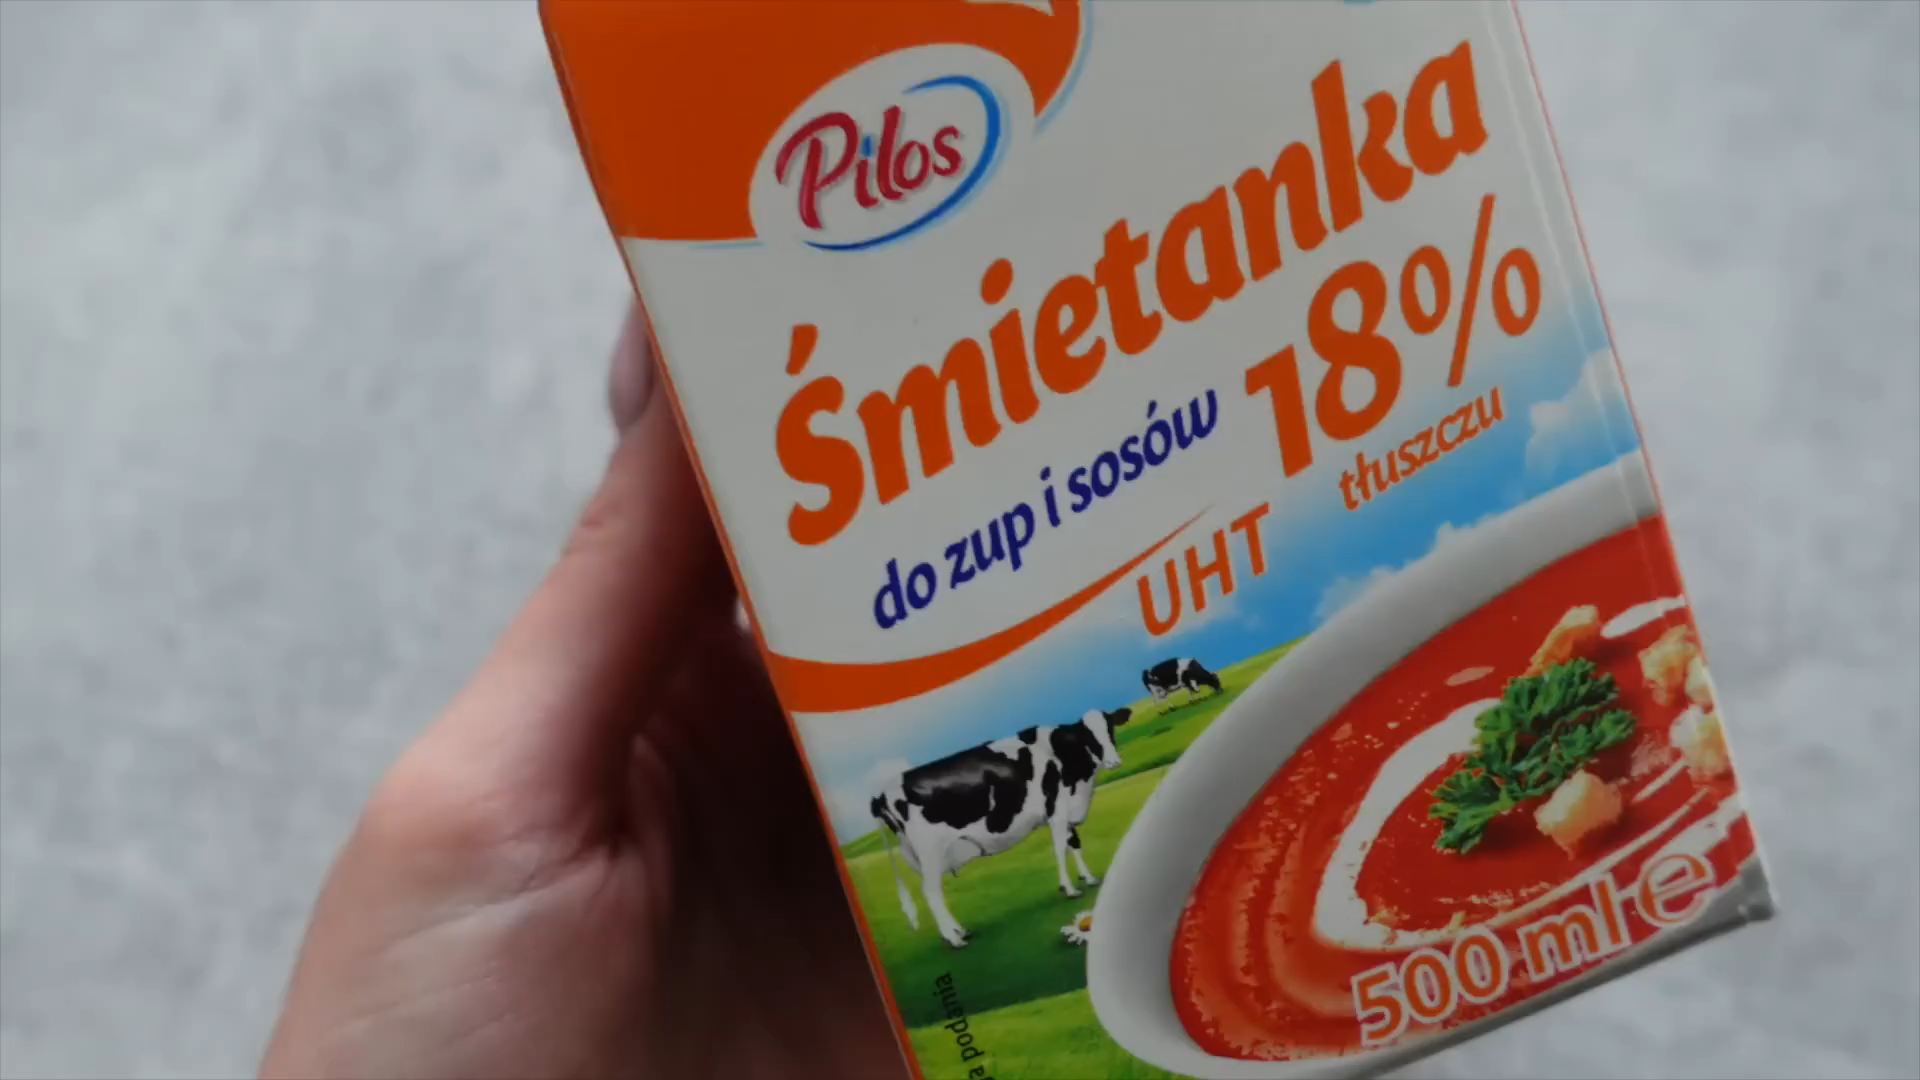 Pilos
Śmietanka
do zup i sosów
18%
tłuszczu
UHT
500 ml e
podania